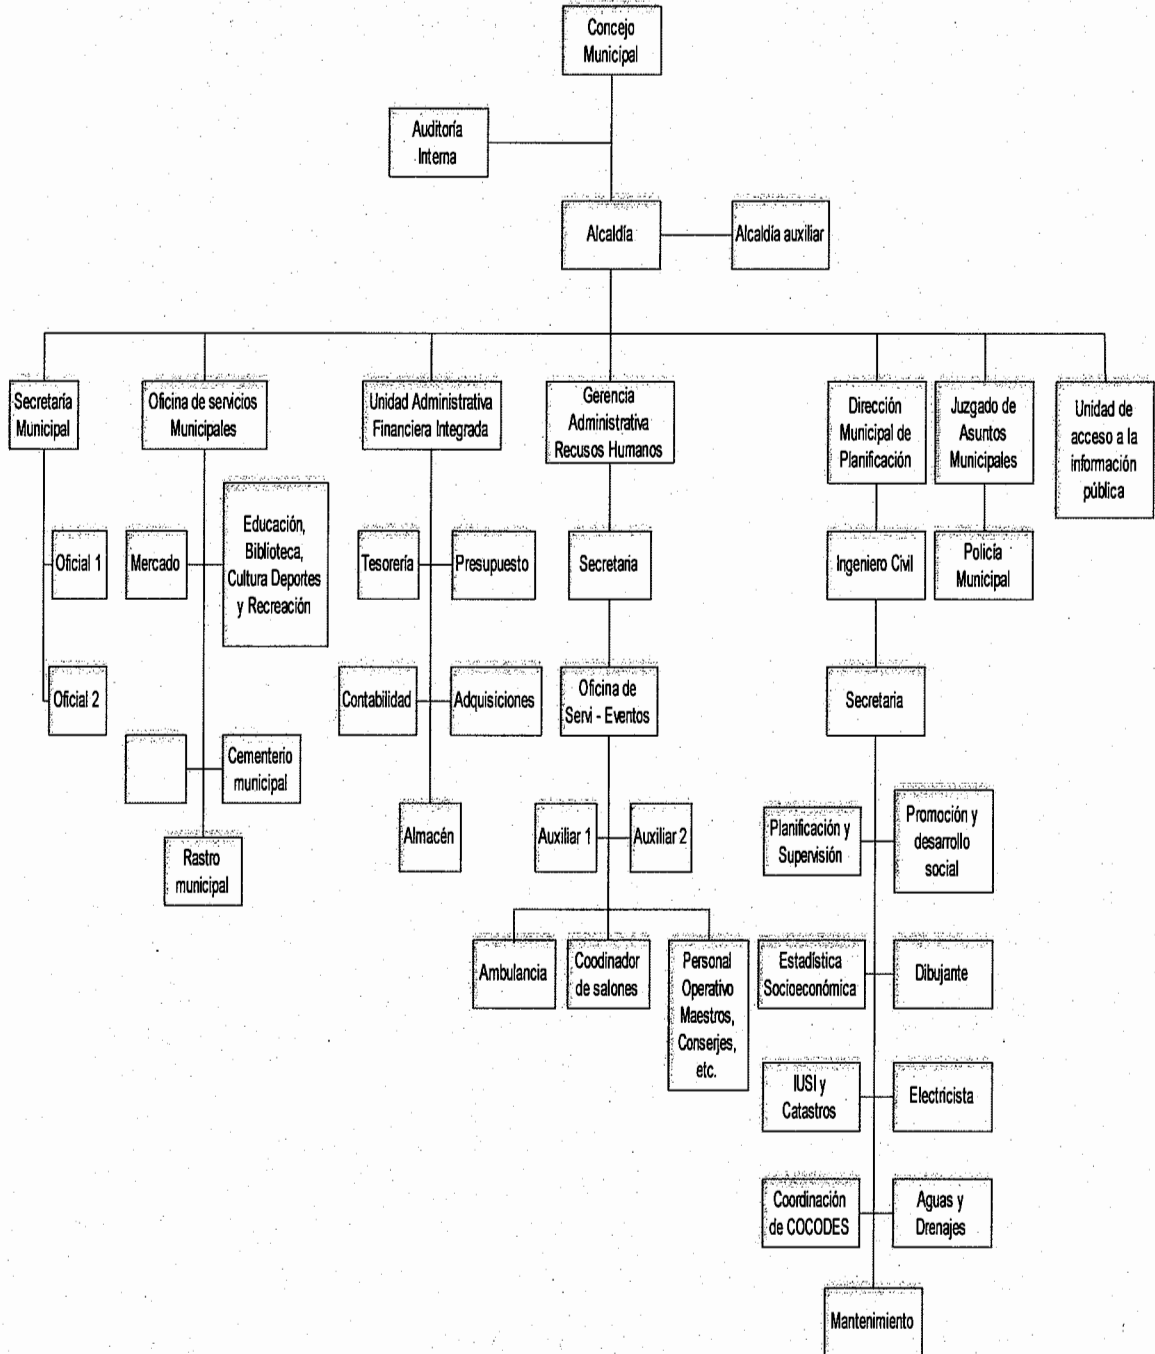 Concejo
Municipal
Auditoría
Interna
Alcaldía
Alcaldía auxiliar
Secretaría
Municipal
Oficina de servicios
Municipales
Unidad Administrativa
Financiera Integrada
Gerencia
Administrativa
Recusos Humanos
Dirección
Municipal de
Planificación
Juzgado de
Asuntos
Municipales
Unidad de
acceso a la
información
pública
Oficial 1
Mercado
Educación,
Biblioteca,
Cultura Deportes
y Recreación
Tesorería
Presupuesto
Secretaria
Ingeniero Civil
Policía
Municipal
Oficial 2
Contabilidad
Adquisiciones
Oficina de
Servi - Eventos
Secretaria
Cementerio
municipal
Rastro
municipal
Almacén
Auxiliar 1
Auxiliar 2
Planificación y
Supervisión
Promoción y
desarrollo
social
Ambulancia
Coodinador
de salones
Personal
Operativo
Maestros,
Conserjes,
etc.
Estadística
Socioeconómica
Dibujante
IUSI y
Catastros
Electricista
Coordinación
de COCODES
Aguas y
Drenajes
Mantenimiento